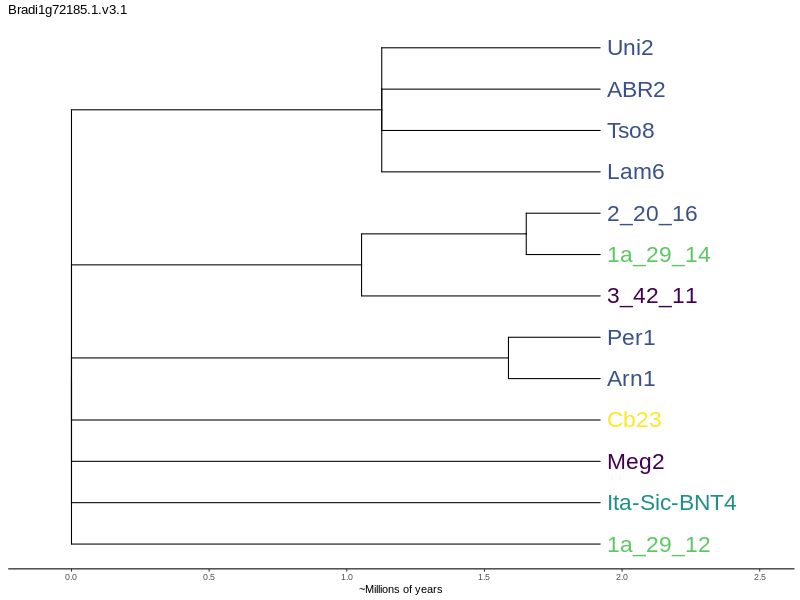 Bradi1g72185.1.v3.1
Uni2
ABR2
Tso8
Lam6
2_20_16
1a_29_14
3_42_11
Per1
Arn1
Cb23
Meg2
Ita-Sic-BNT4
1a_29_12
0.0 0.5 1.0 1.5 2.0 2.5
~Millions of years